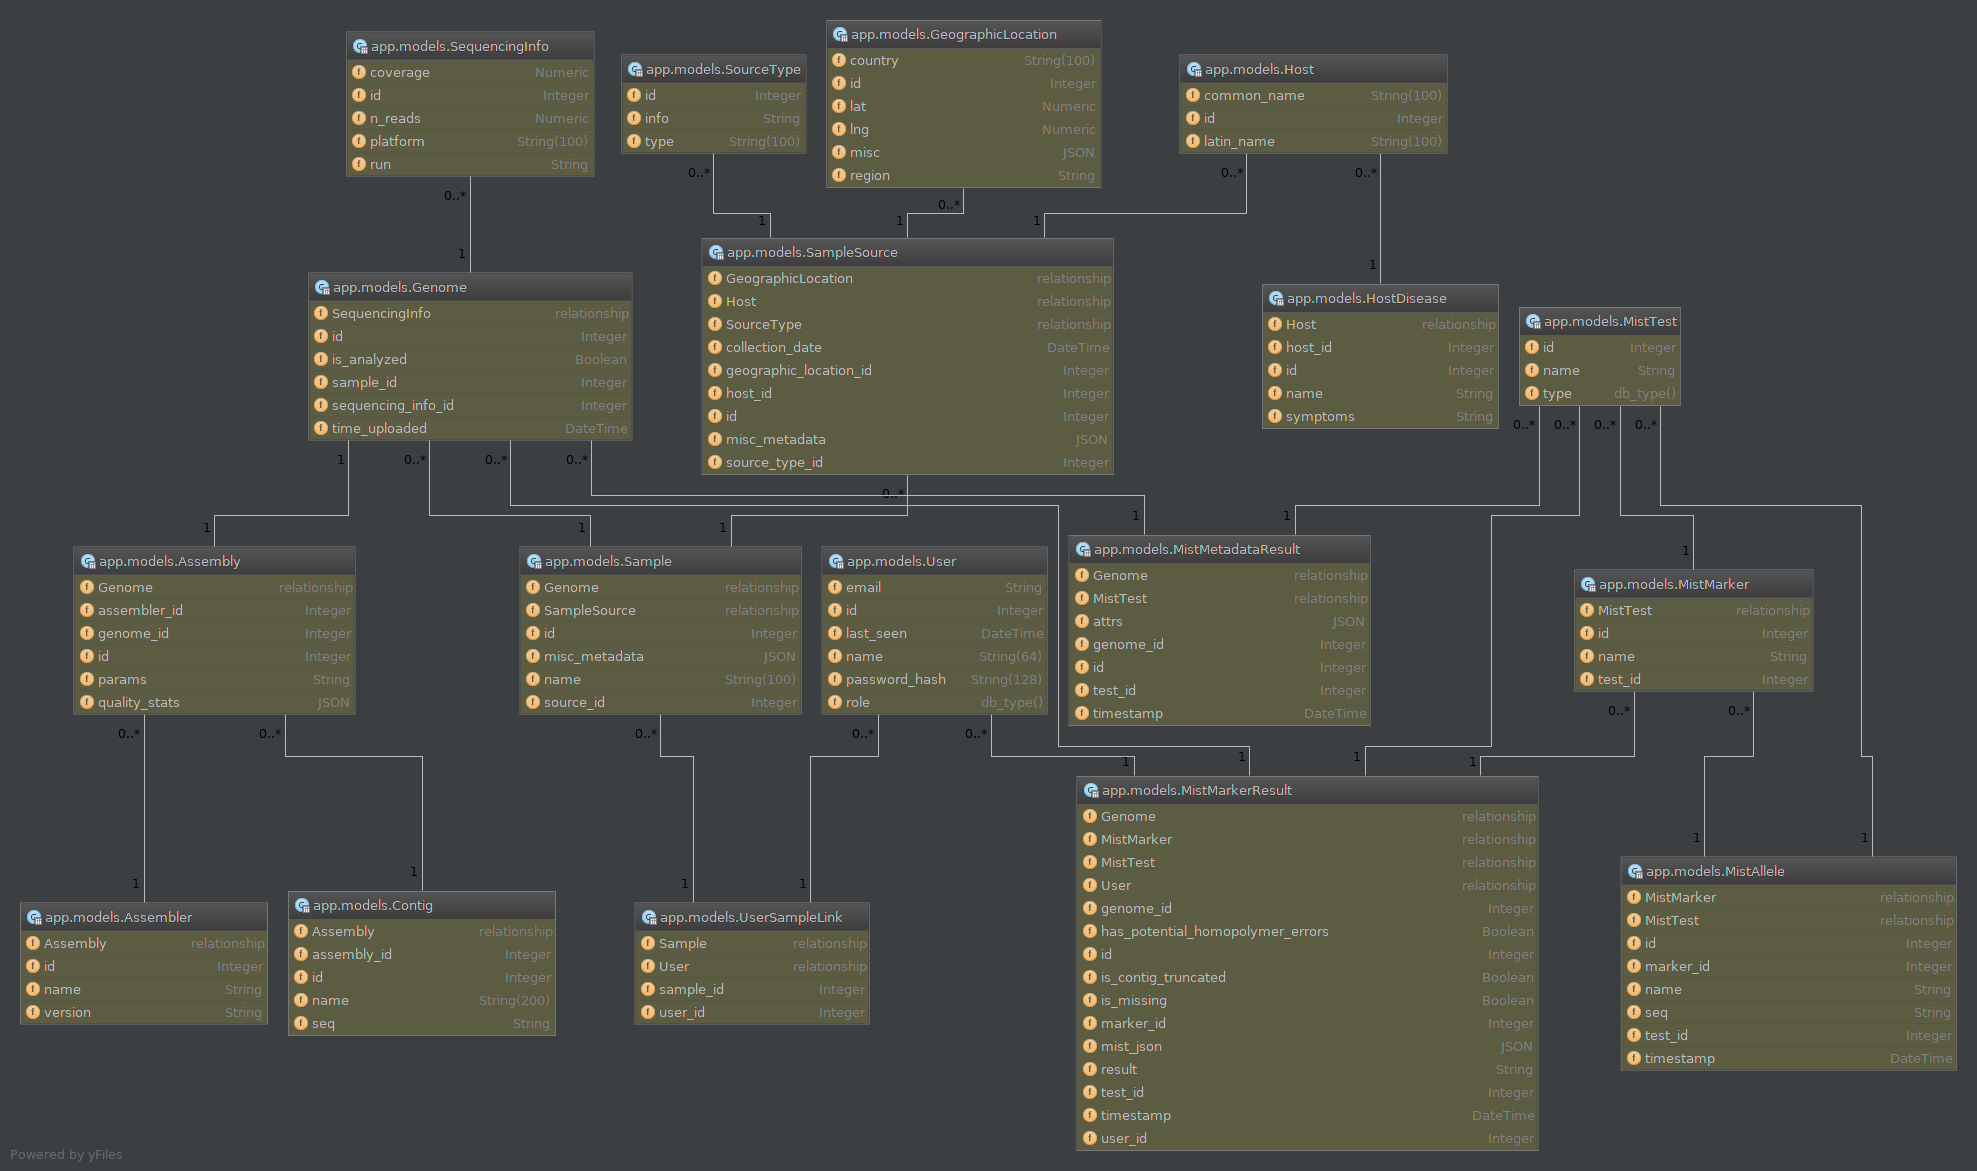 app.models.SequencingInfo
coverage Numeric
id Integer
n_reads Numeric
platform String(100)
run String
app.models.SourceType
id Integer
info String
type String(100)
app.models.GeographicLocation
country String(100)
id Integer
lat Numeric
lng Numeric
misc JSON
region String
app.models.Host
common_name String(100)
id Integer
latin_name String(100)
0..*
0..*
0..*
0..*
0..*
1
1
1
1
1
app.models.Genome
SequencingInfo relationship
id Integer
is_analyzed Boolean
sample_id Integer
sequencing_info_id Integer
time_uploaded DateTime
app.models.SampleSource
GeographicLocation relationship
Host relationship
SourceType relationship
collection_date DateTime
geographic_location_id Integer
host_id Integer
id Integer
misc_metadata JSON
source_type_id Integer
app.models.HostDisease
Host relationship
host_id Integer
id Integer
name String
symptoms String
app.models.MistTest
id Integer
name String
type db_type()
0..* 0..* 0..* 0..*
1 0..* 0..* 0..*
0..*
1 1 1 1 1
1
app.models.Assembly
Genome relationship
assembler_id Integer
genome_id Integer
id Integer
params String
quality_stats JSON
app.models.Sample
Genome relationship
SampleSource relationship
id Integer
misc_metadata JSON
name String(100)
source_id Integer
app.models.User
email String
id Integer
last_seen DateTime
name String(64)
password_hash String(128)
role db_type()
app.models.MistMetadataResult
Genome relationship
MistTest relationship
attrs JSON
genome_id Integer
id Integer
test_id Integer
timestamp DateTime
app.models.MistMarker
MistTest relationship
id Integer
name String
test_id Integer
0..* 0..*
0..* 0..* 0..* 0..* 0..*
1 1 1 1
1 1
1 1 1 1
app.models.Assembler
Assembly relationship
id Integer
name String
version String
app.models.Contig
Assembly relationship
assembly_id Integer
id Integer
name String(200)
seq String
app.models.UserSampleLink
Sample relationship
User relationship
sample_id Integer
user_id Integer
app.models.MistMarkerResult
Genome relationship
MistMarker relationship
MistTest relationship
User relationship
genome_id Integer
has_potential_homopolymer_errors Boolean
id Integer
is_contig_truncated Boolean
is_missing Boolean
marker_id Integer
mist_json JSON
result String
test_id Integer
timestamp DateTime
user_id Integer
app.models.MistAllele
MistMarker relationship
MistTest relationship
id Integer
marker_id Integer
name String
seq String
test_id Integer
timestamp DateTime
Powered by yFiles